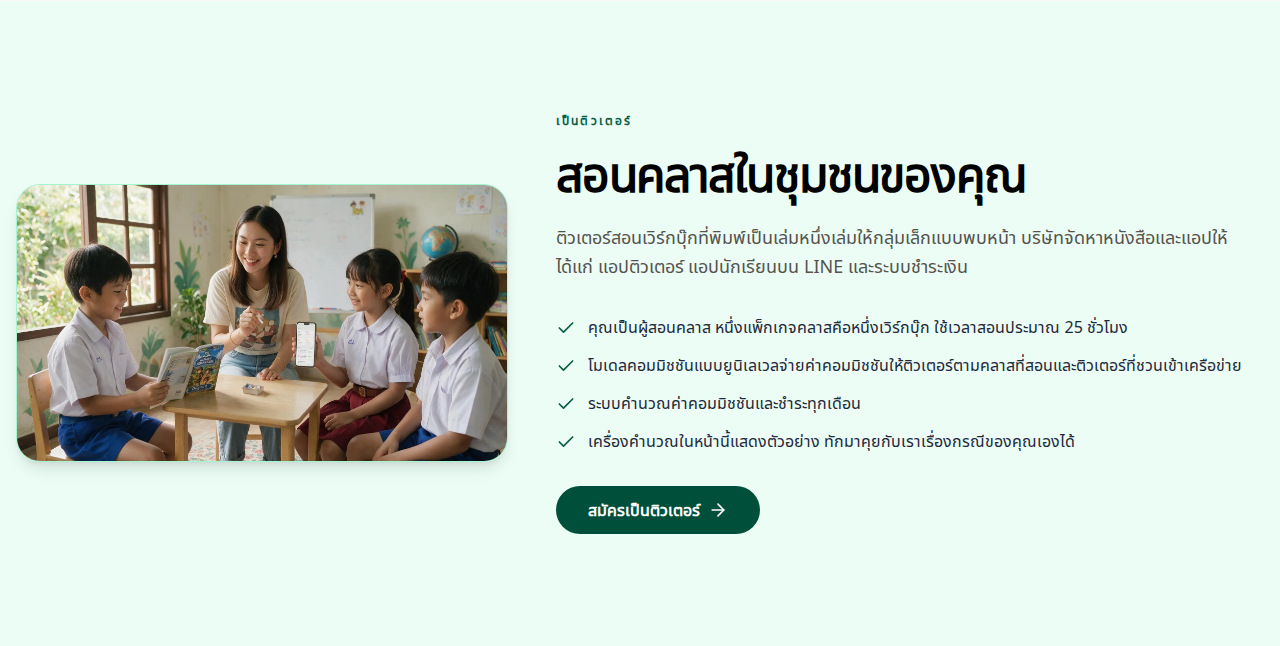 เป็นติวเตอร์
สอนคลาสในชุมชนของคุณ
ติวเตอร์สอนเวิร์กบุ๊กที่พิมพ์เป็นเล่มหนึ่งเล่มให้กลุ่มเล็กแบบพบหน้า บริษัทจัดหาหนังสือและแอปให้
ได้แก่ แอปติวเตอร์ แอปนักเรียนบน LINE และระบบชำระเงิน
คุณเป็นผู้สอนคลาส หนึ่งแพ็กเกจคลาสคือหนึ่งเวิร์กบุ๊ก ใช้เวลาสอนประมาณ 25 ชั่วโมง
โมเดลคอมมิชชันแบบยูนิเลเวลจ่ายค่าคอมมิชชันให้ติวเตอร์ตามคลาสที่สอนและติวเตอร์ที่ชวนเข้าเครือข่าย
ระบบคำนวณค่าคอมมิชชันและชำระทุกเดือน
เครื่องคำนวณในหน้านี้แสดงตัวอย่าง ทักมาคุยกับเราเรื่องกรณีของคุณเองได้
สมัครเป็นติวเตอร์